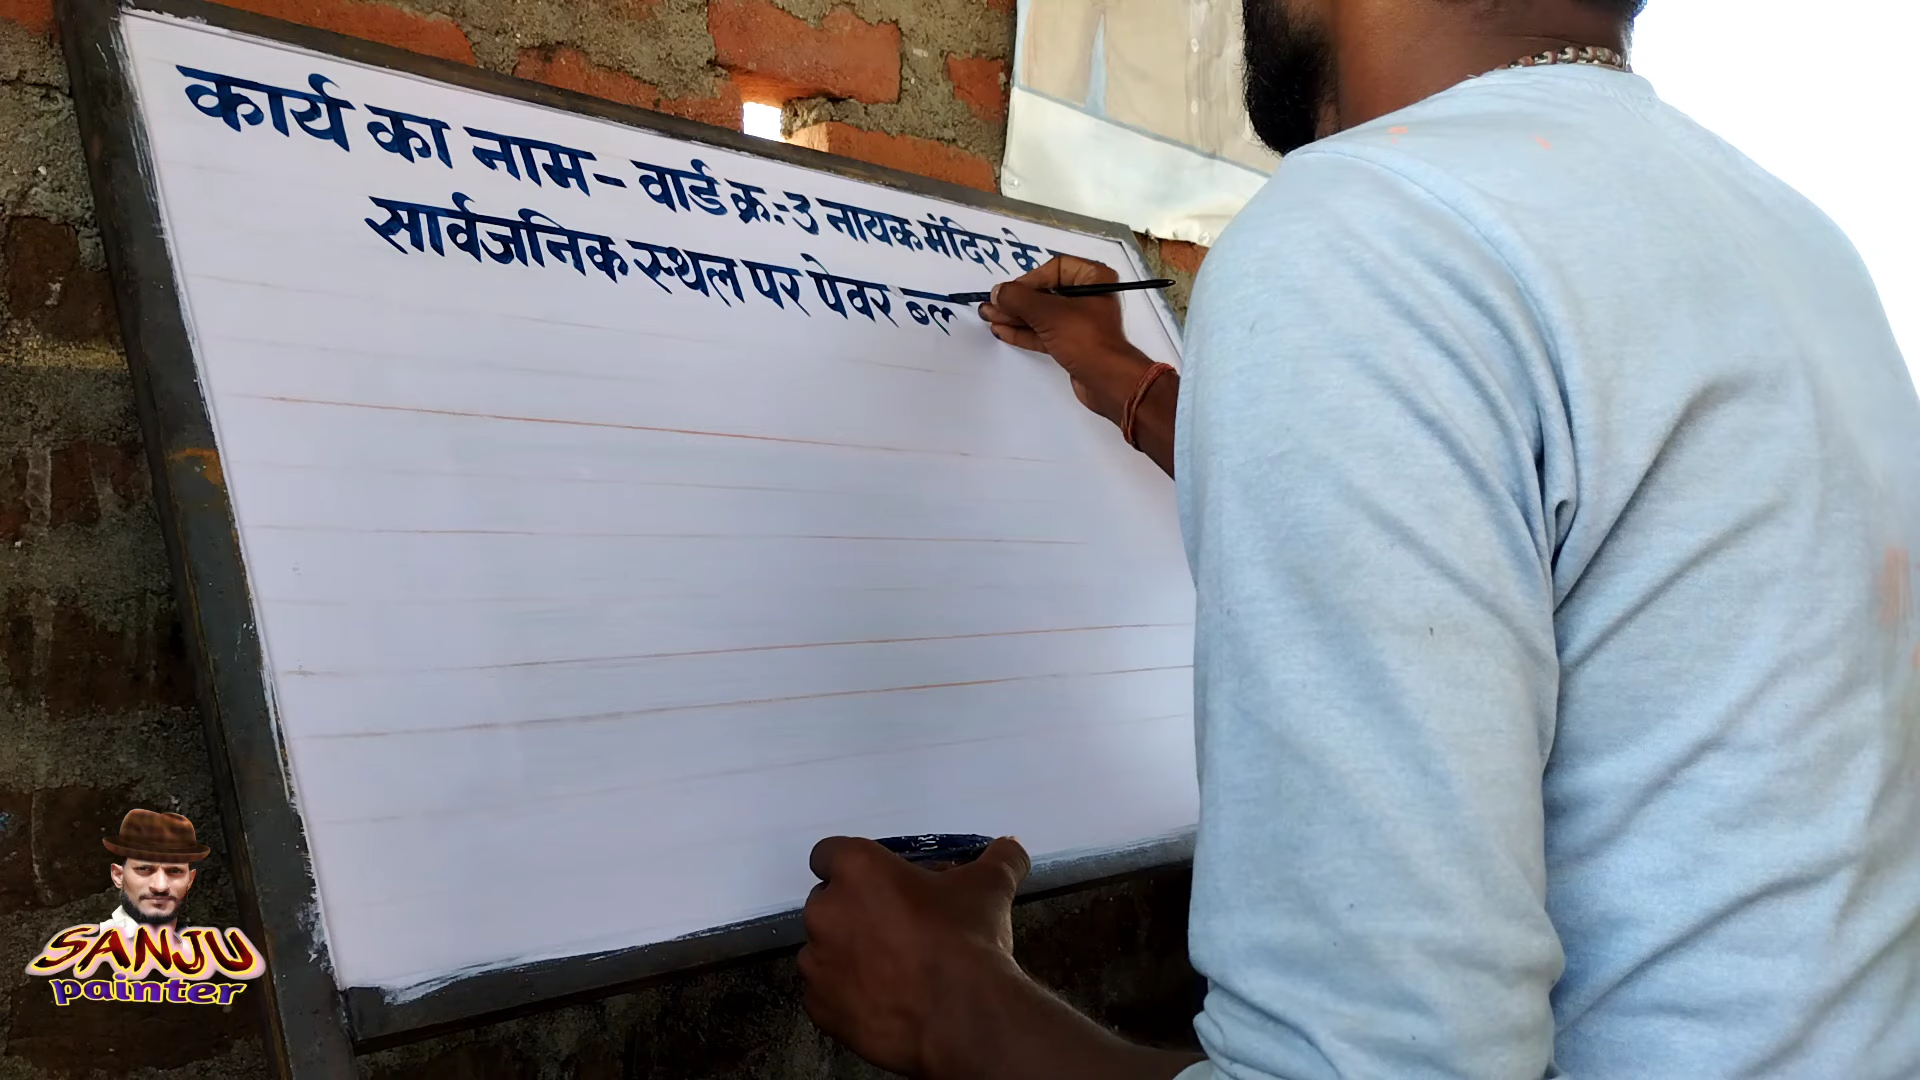 कार्य का नाम- वार्ड क्र.-3 नायक मंदिर के
सार्वजनिक स्थल पर पेवर
SANJU
painter